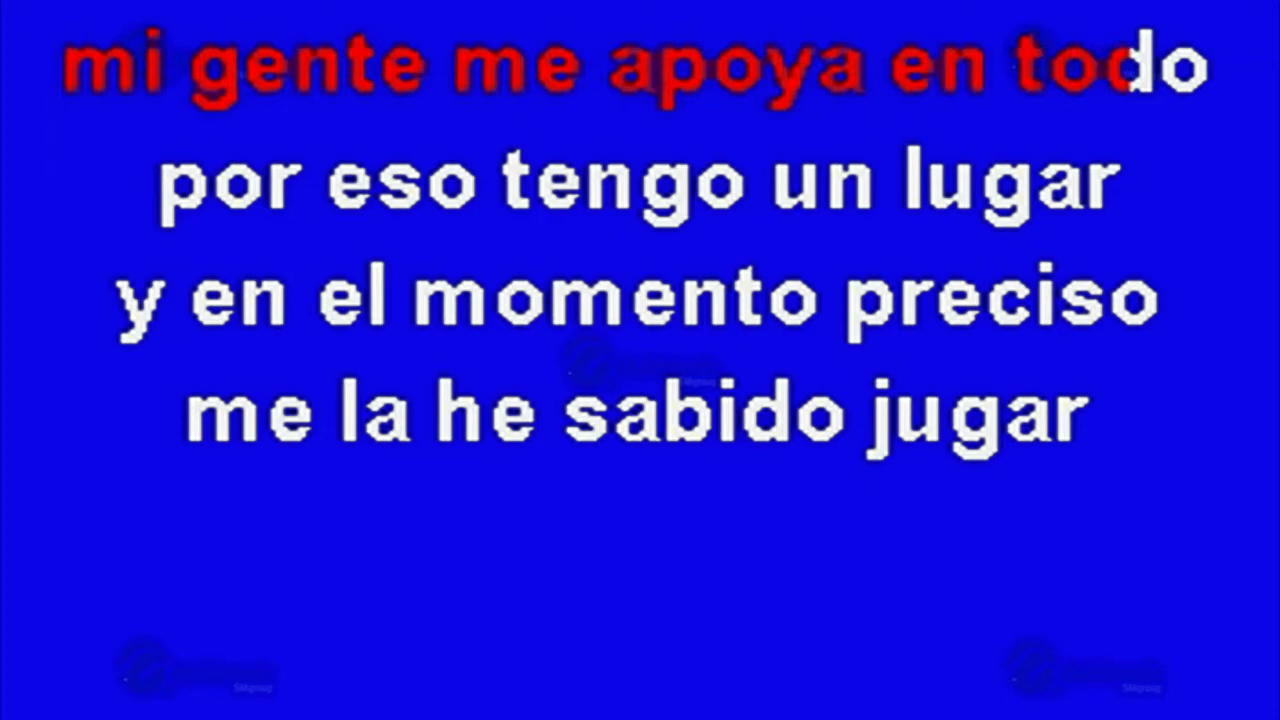 mi gente me apoya en todo
por eso tengo un lugar
y en el momento preciso
me la he sabido jugar